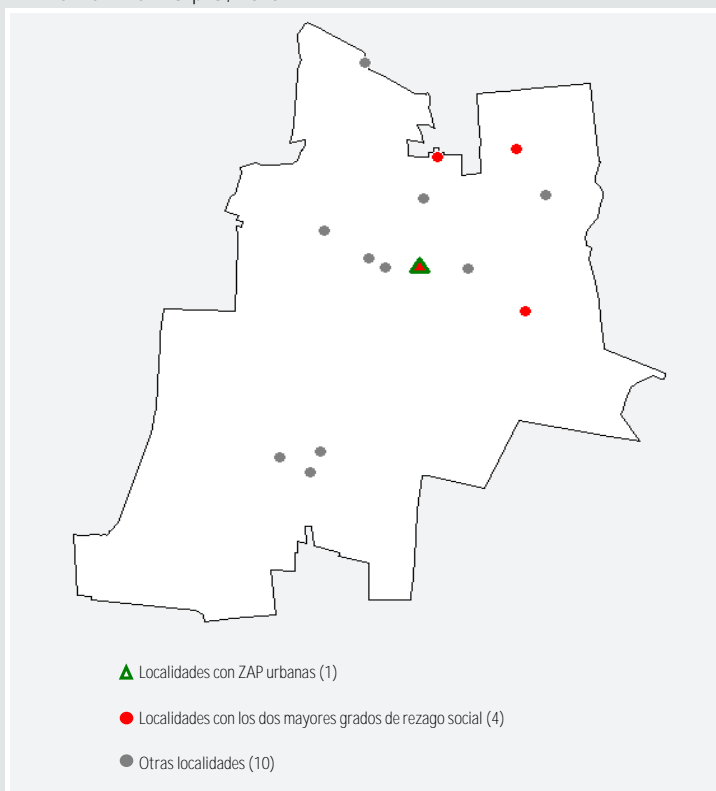 Localidades con ZAP urbanas (1)
Localidades con los dos mayores grados de rezago social (4)
Otras localidades (10)